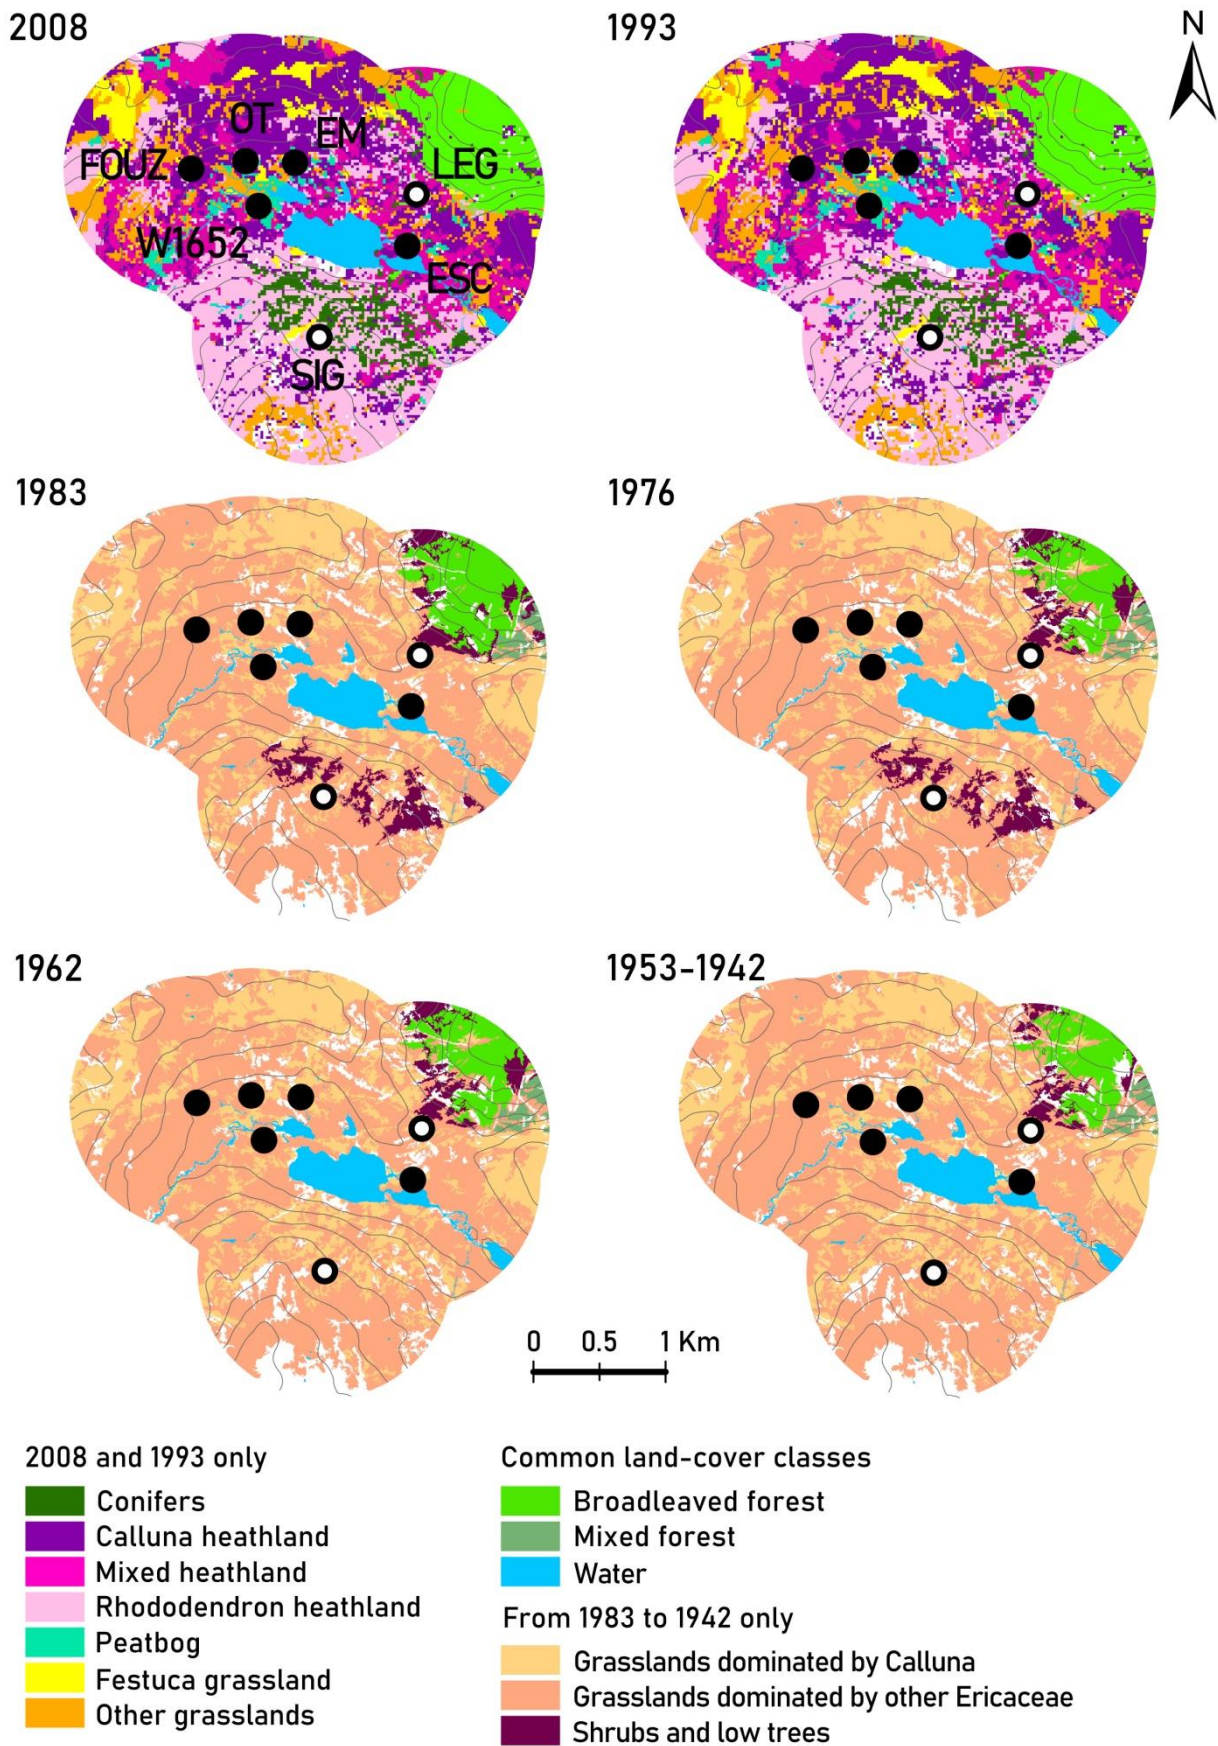 2008
1993
N
OT
EM
FOUZ
LEG
W1652
ESC
SIG
1983
1976
1962
1953-1942
0 0.5 1 Km
2008 and 1993 only
Conifers
Calluna heathland
Mixed heathland
Rhododendron heathland
Peatbog
Festuca grassland
Other grasslands
Common land-cover classes
Broadleaved forest
Mixed forest
Water
From 1983 to 1942 only
Grasslands dominated by Calluna
Grasslands dominated by other Ericaceae
Shrubs and low trees